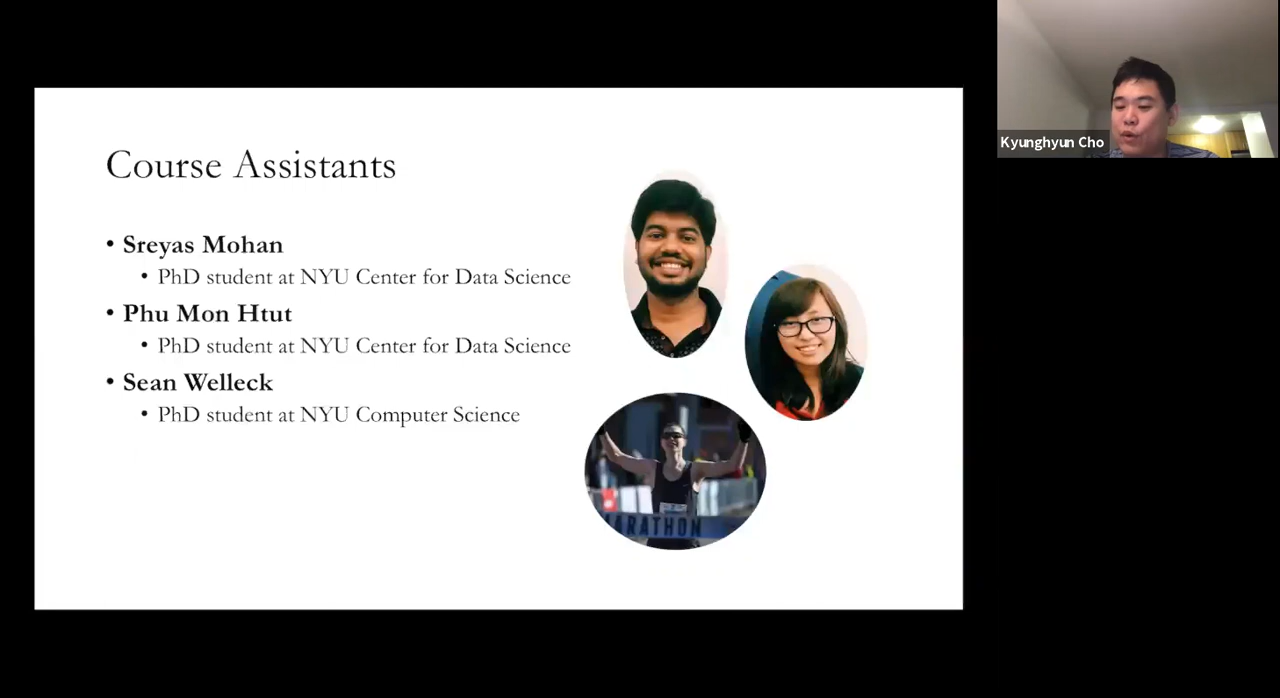 Course Assistants
• Sreyas Mohan
• PhD student at NYU Center for Data Science
• Phu Mon Htut
• PhD student at NYU Center for Data Science
• Sean Welleck
• PhD student at NYU Computer Science
MARATHON
Kyunghyun Cho